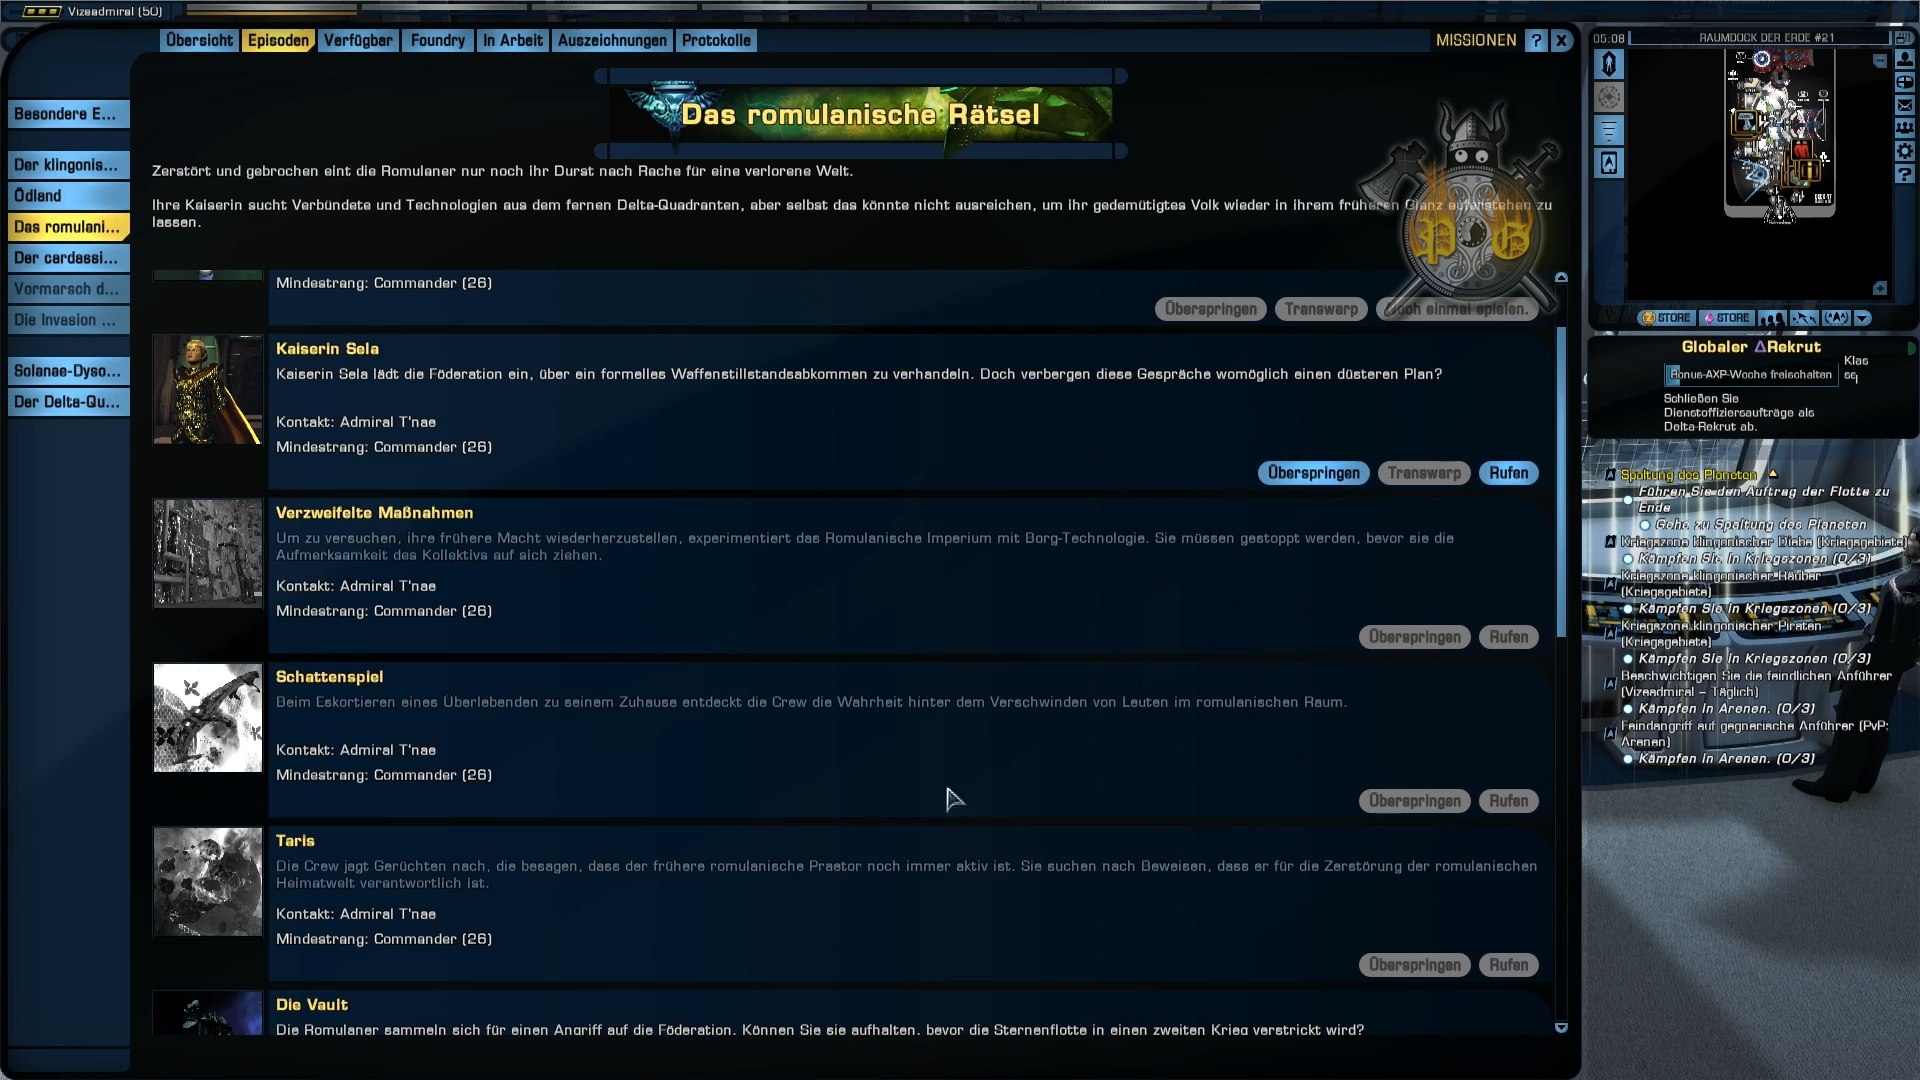 Vizeadmiral (50)
Übersicht
Episoden
Verfügbar
Foundry
In Arbeit
Auszeichnungen
Protokolle
MISSIONEN
?
X
Besondere E...
Der klingonis...
Ödland
Das romulani...
Der cardassi...
Vormarsch d...
Die Invasion ...
Solanae-Dyso...
Der Delta-Qu...
Das romulanische Rätsel
Zerstört und gebrochen eint die Romulaner nur noch ihr Durst nach Rache für eine verlorene Welt.
Ihre Kaiserin sucht Verbündete und Technologien aus dem fernen Delta-Quadranten, aber selbst das könnte nicht ausreichen, um ihr gedemütigtes Volk wieder in ihrem früheren Glanz auferstehen zu
lassen.
P G
Mindestrang: Commander (26)
Überspringen
Transwarp
Noch einmal spielen.
Kaiserin Sela
Kaiserin Sela lädt die Föderation ein, über ein formelles Waffenstillstandsabkommen zu verhandeln. Doch verbergen diese Gespräche womöglich einen düsteren Plan?
Kontakt: Admiral T'nae
Mindestrang: Commander (26)
Überspringen
Transwarp
Rufen
Verzweifelte Maßnahmen
Um zu versuchen, ihre frühere Macht wiederherzustellen, experimentiert das Romulanische Imperium mit Borg-Technologie. Sie müssen gestoppt werden, bevor sie die
Aufmerksamkeit des Kollektivs auf sich ziehen.
Kontakt: Admiral T'nae
Mindestrang: Commander (26)
Überspringen
Rufen
Schattenspiel
Beim Eskortieren eines Überlebenden zu seinem Zuhause entdeckt die Crew die Wahrheit hinter dem Verschwinden von Leuten im romulanischen Raum.
Kontakt: Admiral T'nae
Mindestrang: Commander (26)
Überspringen
Rufen
Taris
Die Crew jagt Gerüchten nach, die besagen, dass der frühere romulanische Praetor noch immer aktiv ist. Sie suchen nach Beweisen, dass er für die Zerstörung der romulanischen
Heimatwelt verantwortlich ist.
Kontakt: Admiral T'nae
Mindestrang: Commander (26)
Überspringen
Rufen
Die Vault
Die Romulaner sammeln sich für einen Angriff auf die Föderation. Können Sie sie aufhalten, bevor die Sternenflotte in einen zweiten Krieg verstrickt wird?
05:08
RAUMDOCK DER ERDE #21
?
STORE
STORE
Globaler ΔRekrut
Bonus-AXP-Woche freischalten
Schließen Sie
Dienstoffiziersaufträge als
Delta-Rekrut ab.
Spaltung des Planeten
Führen Sie den Auftrag der Flotte zu
Ende
Gehe zu Spaltung des Planeten
Kriegszone klingonischer Diebe (Kriegsgebiete)
Kämpfen Sie in Kriegszonen (0/3)
Kriegszone klingonischer Räuber
(Kriegsgebiete)
Kämpfen Sie in Kriegszonen (0/3)
Kriegszone klingonischer Piraten
(Kriegsgebiete)
Kämpfen Sie in Kriegszonen (0/3)
Beschwichtigen Sie die feindlichen Anführer
(Vizeadmiral – Täglich)
Kämpfen in Arenen. (0/3)
Feindangriff auf gegnerische Anführer (PvP:
Arenen)
Kämpfen in Arenen. (0/3)